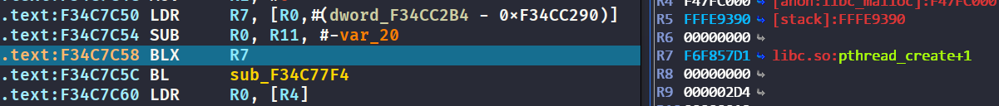 .text:F34C7C50 LDR R7, [R0,#(dword_F34CC2B4 - 0×F34CC290)]
.text:F34C7C54 SUB R0, R11, #-var_20
.text:F34C7C58 BLX R7
.text:F34C7C5C BL sub_F34C77F4
.text:F34C7C60 LDR R0, [R4]
R4 F47FC000 [anon:libc_malloc]:F47FC000
R5 FFFE9390 [stack]:FFFE9390
R6 00000000
R7 F6F857D1 libc.so:pthread_create+1
R8 00000000
R9 000002D4